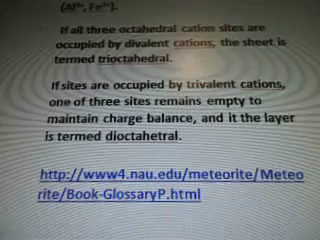 (Al³⁺, Fe³⁺).
If all three octahedral cation sites are
occupied by divalent cations, the sheet is
termed trioctahedral.
If sites are occupied by trivalent cations,
one of three sites remains empty to
maintain charge balance, and it the layer
is termed dioctahetral.
http://www4.nau.edu/meteorite/Meteo
rite/Book-GlossaryP.html